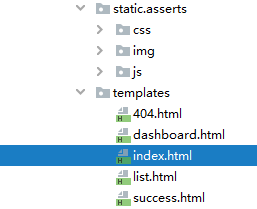 static.asserts
css
img
js
templates
404.html
dashboard.html
index.html
list.html
success.html